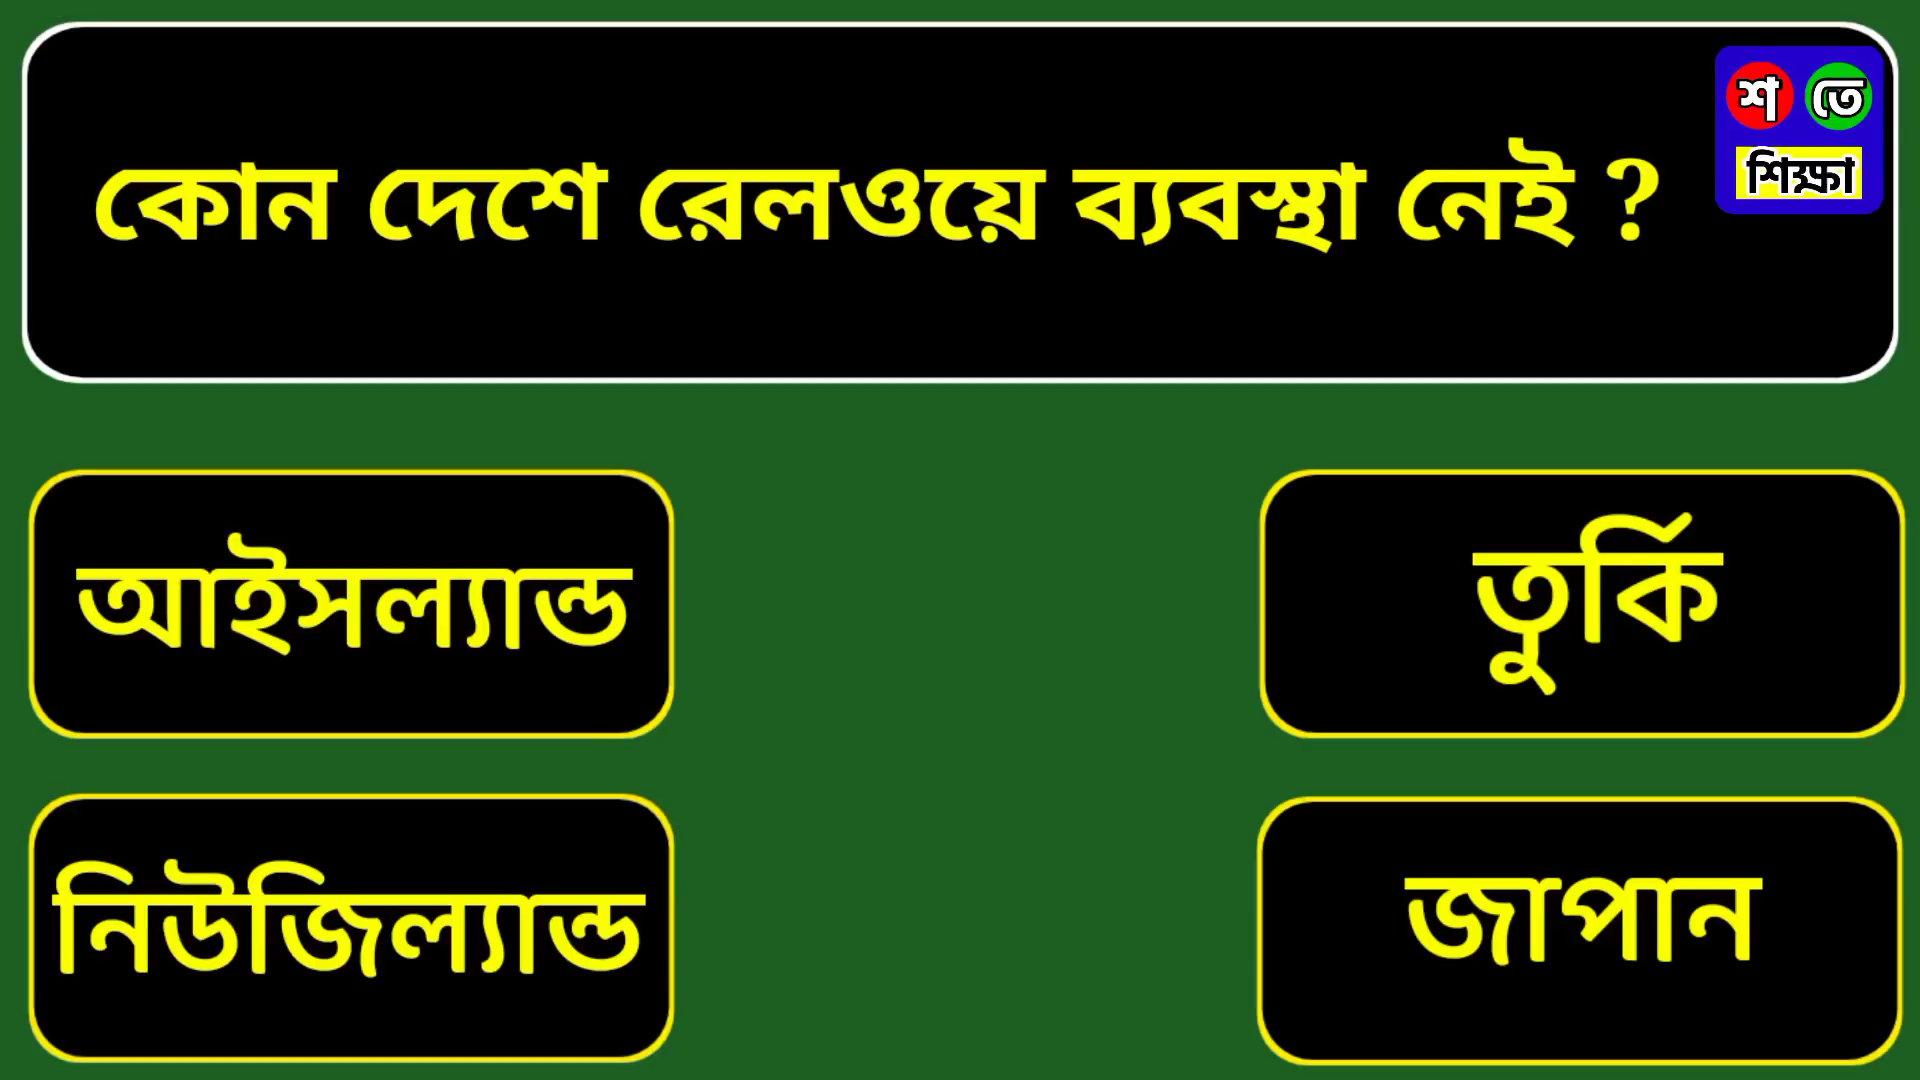 কোন দেশে রেলওয়ে ব্যবস্থা নেই ?
শ তে
শিক্ষা
আইসল্যান্ড
তুর্কি
নিউজিল্যান্ড
জাপান